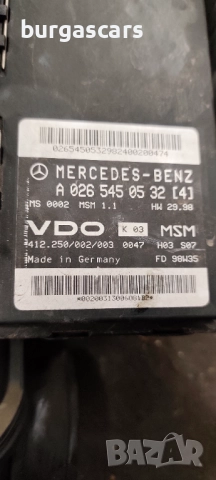 burgascars
MERCEDES-BENZ
A 026 545 05 32 [4]
MS 0002 MSM 1.1 HW 29.98
VDO K 03 MSM
412.250/002/003 0047 H03 S07
Made in Germany FD 98W35
BAZAR